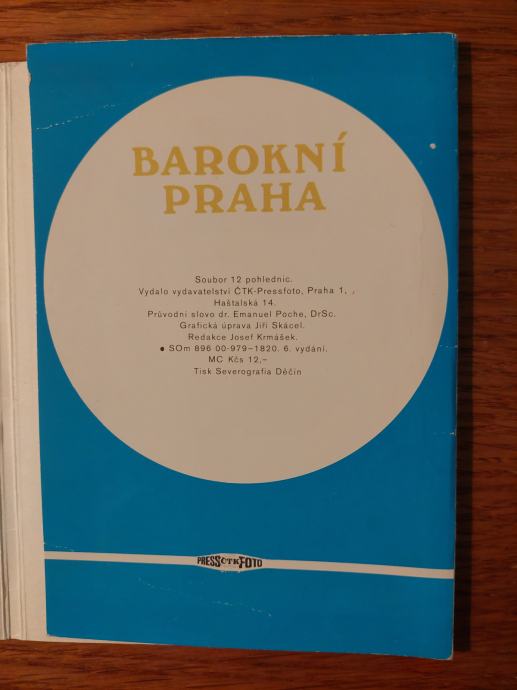 BAROKNÍ
PRAHA
Soubor 12 pohlednic.
Vydalo vydavatelství ČTK-Pressfoto, Praha 1,
Haštalská 14.
Průvodní slovo dr. Emanuel Poche, DrSc.
Grafická úprava Jiří Skácel.
Redakce Josef Krmášek.
● SOm 896 00-979–1820. 6. vydání.
MC Kčs 12,–
Tisk Severografia Děčín
PRESSČTKFOTO